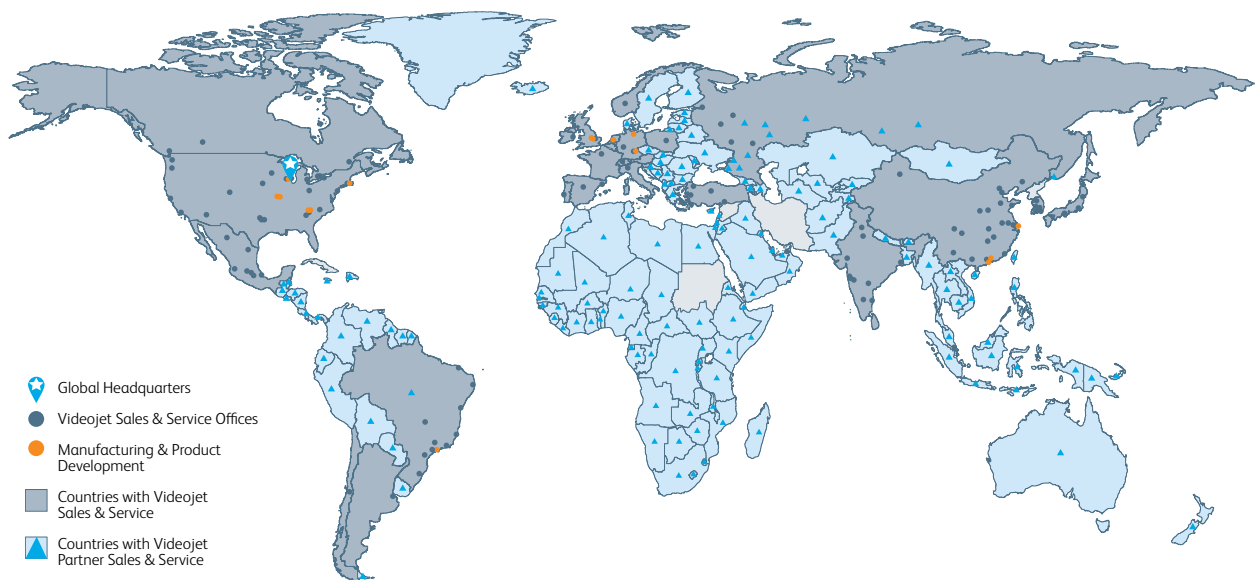 Global Headquarters
Videojet Sales & Service Offices
Manufacturing & Product
Development
Countries with Videojet
Sales & Service
Countries with Videojet
Partner Sales & Service